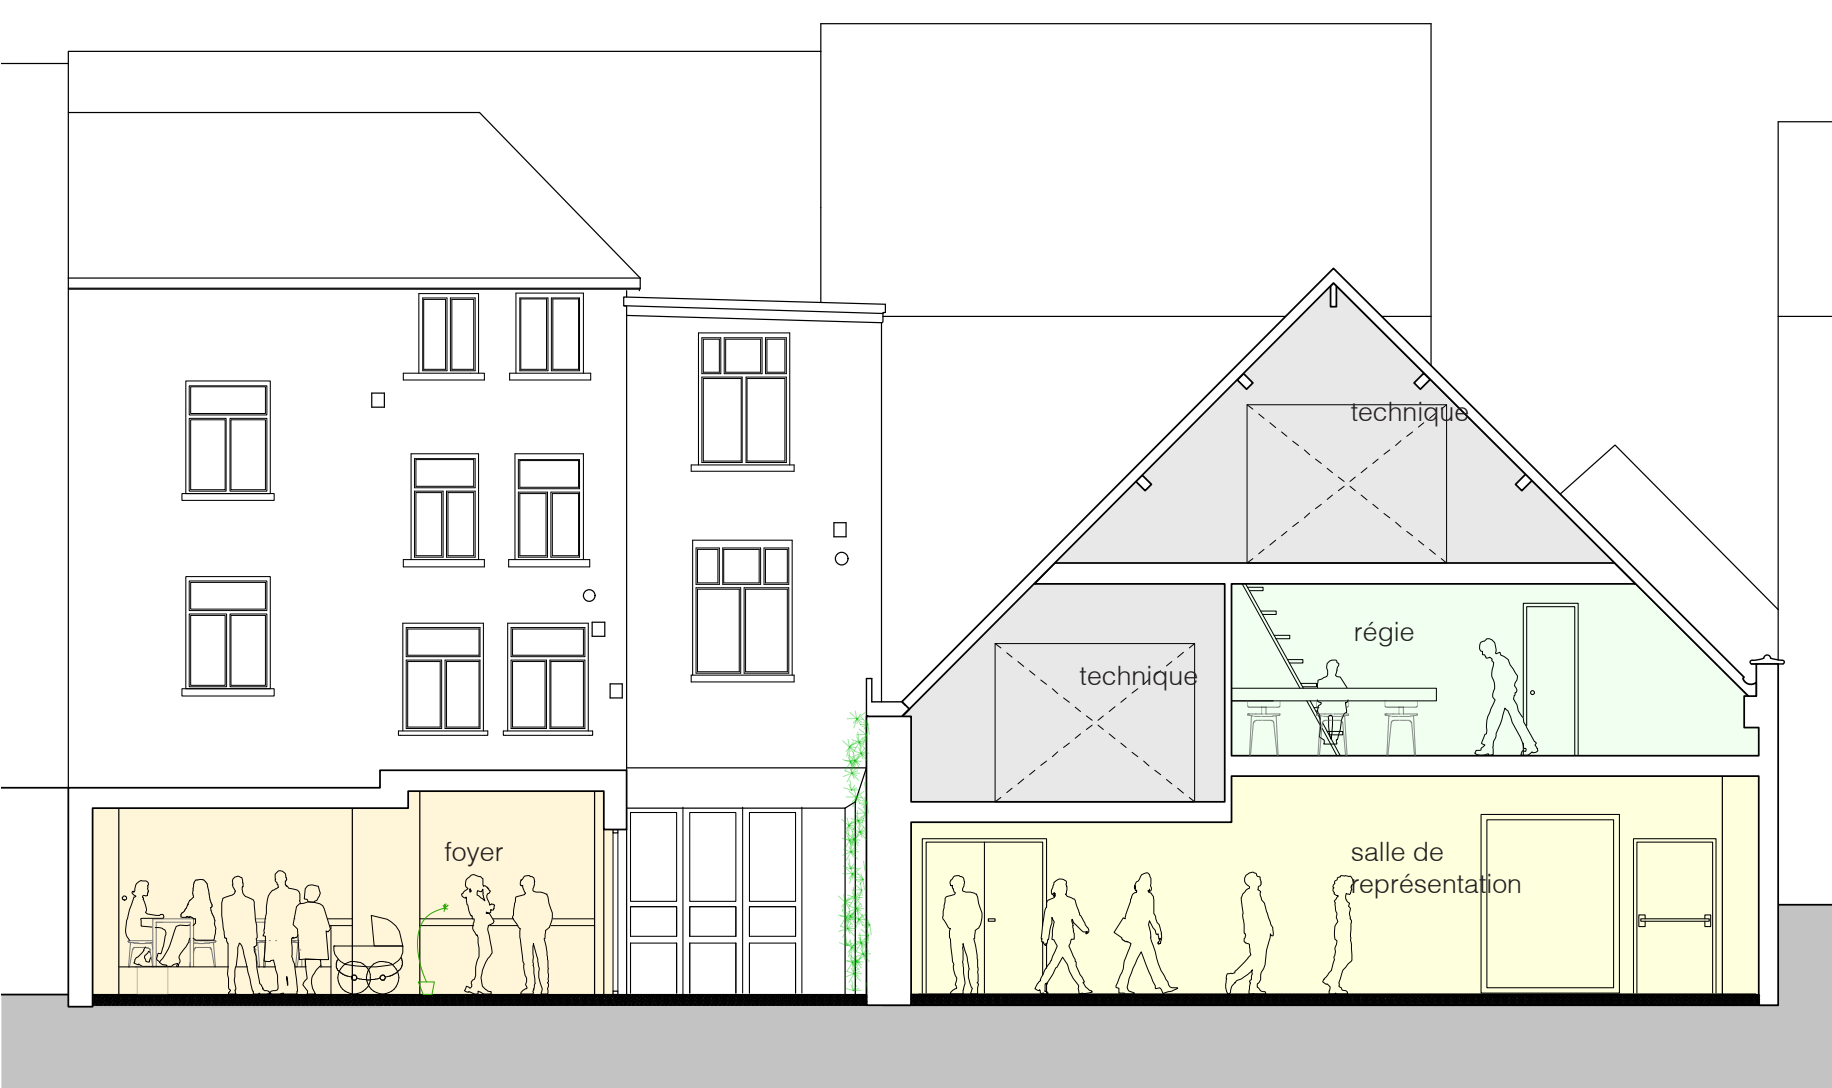 technique
régie
technique
foyer
salle de
représentation